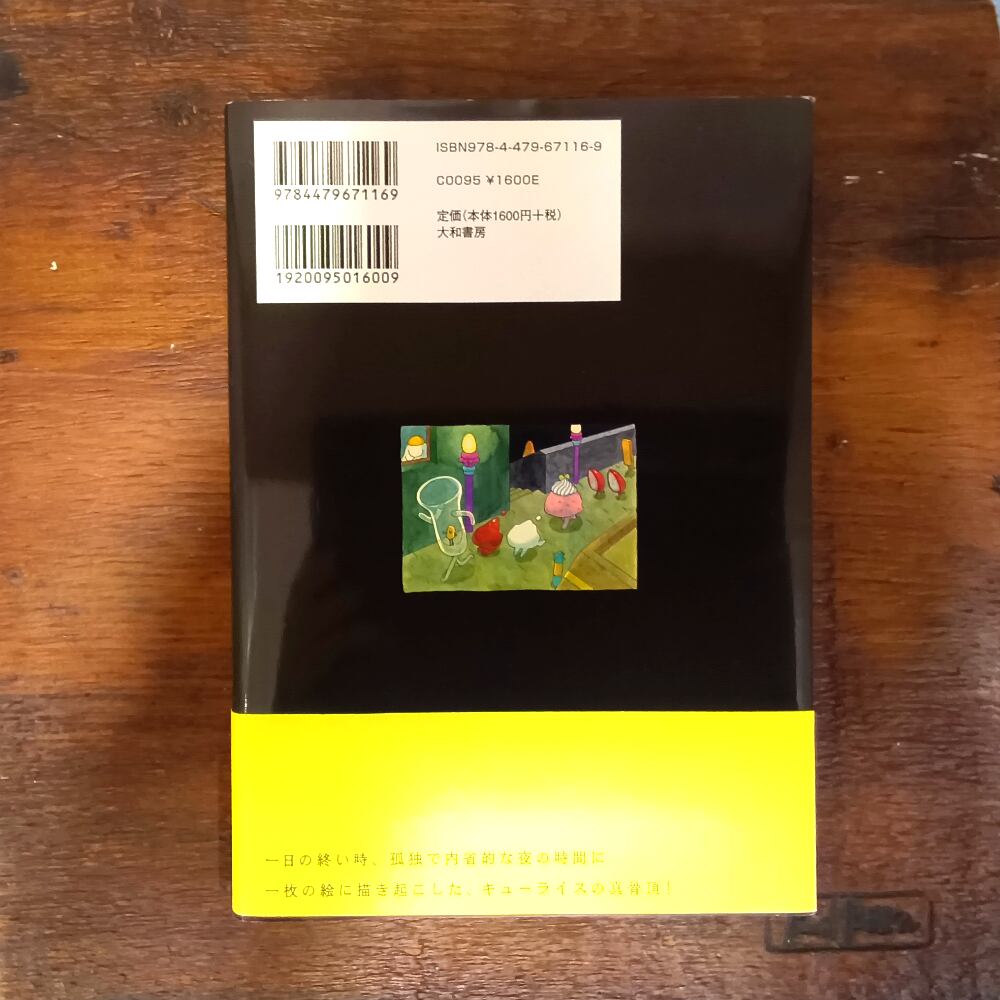 ISBN978-4-479-67116-9
C0095 ¥1600E
定価(本体1600円+税)
大和書房
9784479671169
1920095016009
一日の終い時、孤独で内省的な夜の時間に
一枚の絵に描き起こした、キューライスの真骨頂!